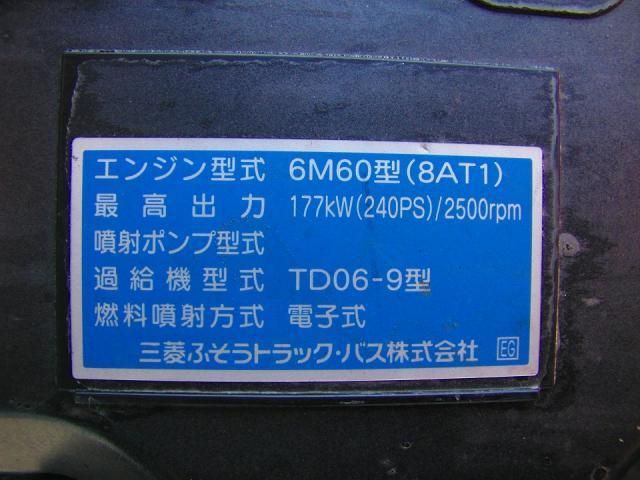 エンジン型式 6M60型(8AT1)
最高出力 177kW(240PS)/2500rpm
噴射ポンプ型式
過給機型式 TD06-9型
燃料噴射方式 電子式
三菱ふそうトラック・バス株式会社 EG